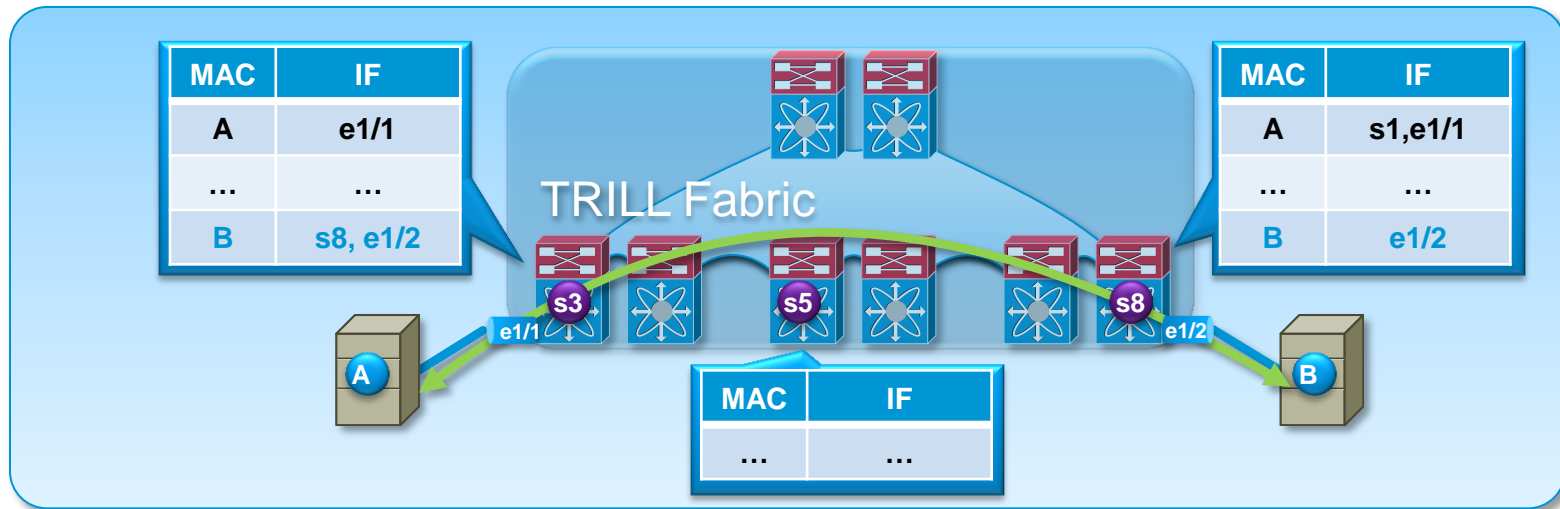 MAC IF
A e1/1
... ...
B s8, e1/2
MAC IF
A s1,e1/1
... ...
B e1/2
TRILL Fabric
s3 s5 s8
e1/1 e1/2
A B
MAC IF
... ...